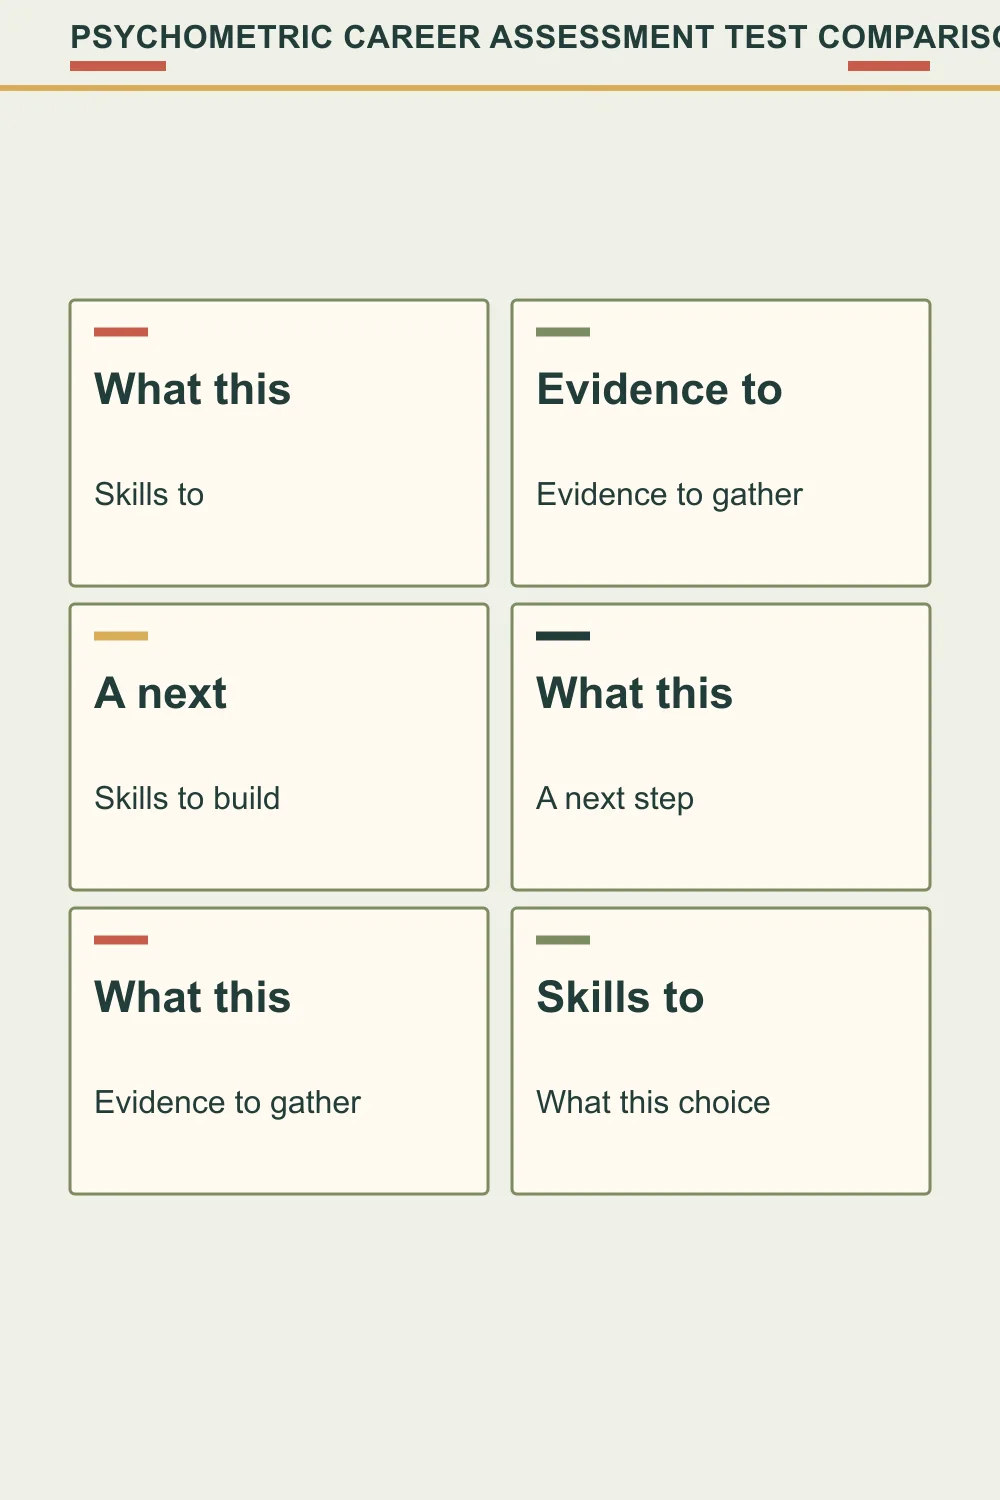 PSYCHOMETRIC CAREER ASSESSMENT TEST COMPARISO
What this
Skills to
Evidence to
Evidence to gather
A next
Skills to build
What this
A next step
What this
Evidence to gather
Skills to
What this choice